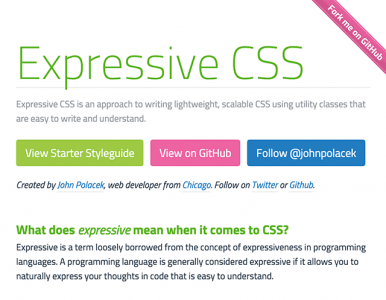 Fork me on GitHub
Expressive CSS
Expressive CSS is an approach to writing lightweight, scalable CSS using utility classes that
are easy to write and understand.
View Starter Styleguide
View on GitHub
Follow @johnpolacek
Created by John Polacek, web developer from Chicago. Follow on Twitter or Github.
What does expressive mean when it comes to CSS?
Expressive is a term loosely borrowed from the concept of expressiveness in programming
languages. A programming language is generally considered expressive if it allows you to
naturally express your thoughts in code that is easy to understand.